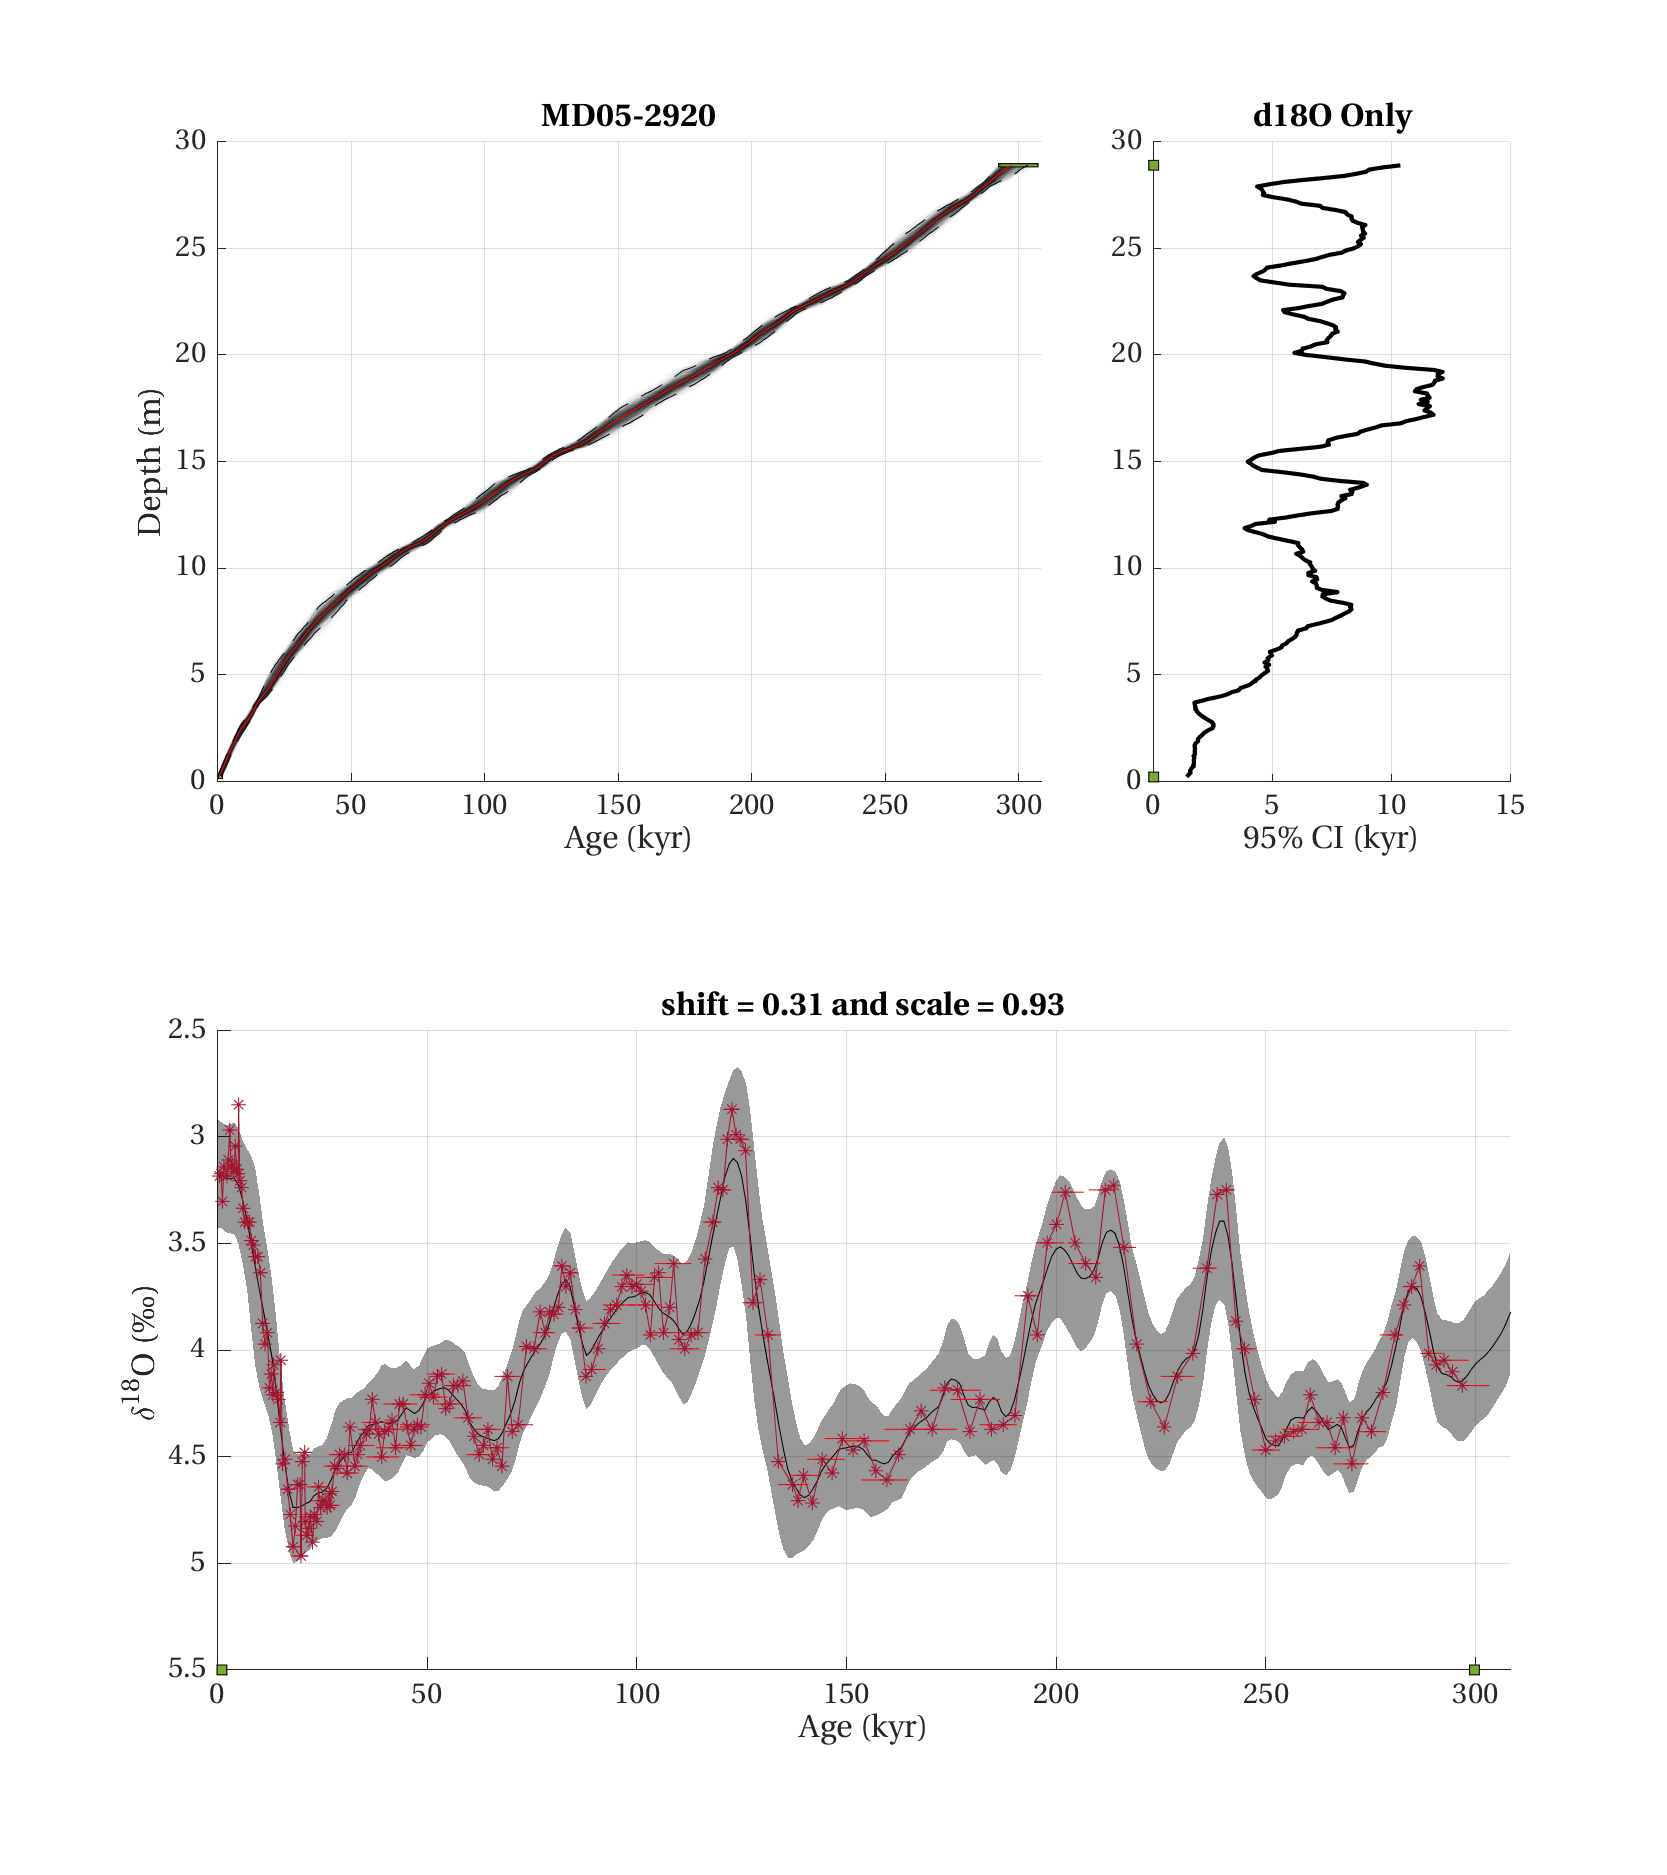 MD05-2920
30
25
20
15
10
5
0
Depth (m)
0 50 100 150 200 250 300
Age (kyr)
d18O Only
30
25
20
15
10
5
0
0 5 10 15
95% CI (kyr)
shift = 0.31 and scale = 0.93
2.5
3
3.5
4
4.5
5
5.5
δ18O (‰)
0 50 100 150 200 250 300
Age (kyr)